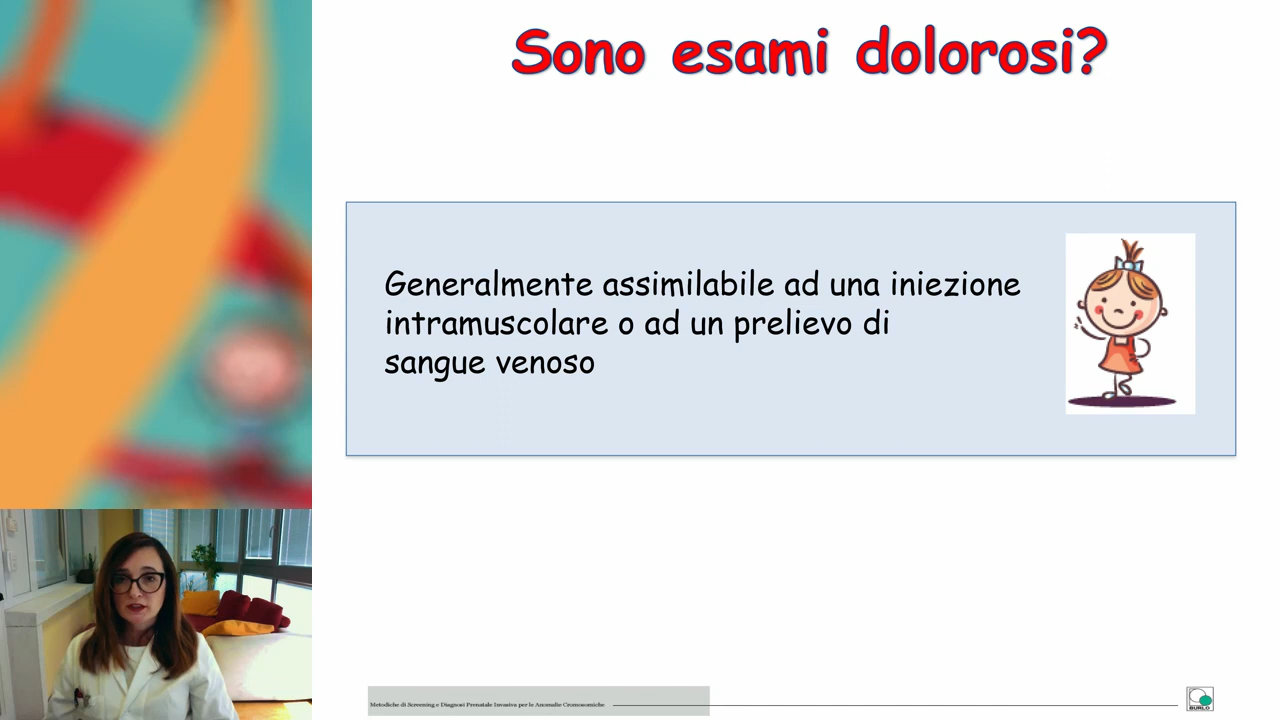 Sono esami dolorosi?
Generalmente assimilabile ad una iniezione
intramuscolare o ad un prelievo di
sangue venoso
Metodiche di Screening e Diagnosi Prenatale Invasiva per le Anomalie Cromosomiche
BURLO